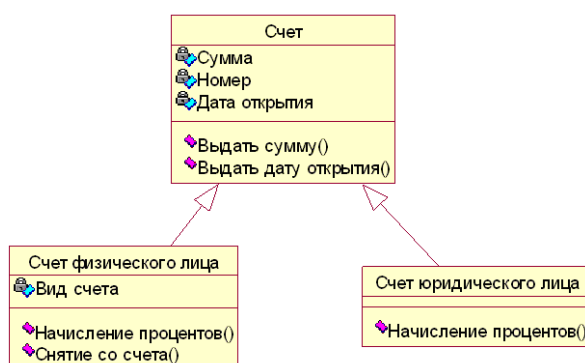 Счет
Сумма
Номер
Дата открытия
Выдать сумму()
Выдать дату открытия()
Счет физического лица
Вид счета
Начисление процентов()
Снятие со счета()
Счет юридического лица
Начисление процентов()